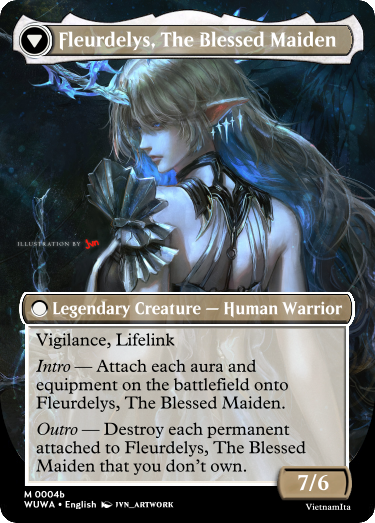 Fleurdelys, The Blessed Maiden
ILLUSTRATION BY Jvn
Legendary Creature — Human Warrior
Vigilance, Lifelink
Intro — Attach each aura and
equipment on the battlefield onto
Fleurdelys, The Blessed Maiden.
Outro — Destroy each permanent
attached to Fleurdelys, The Blessed
Maiden that you don't own.
7/6
M 0004b
WUWA • English JVN_ARTWORK
VietnamIta